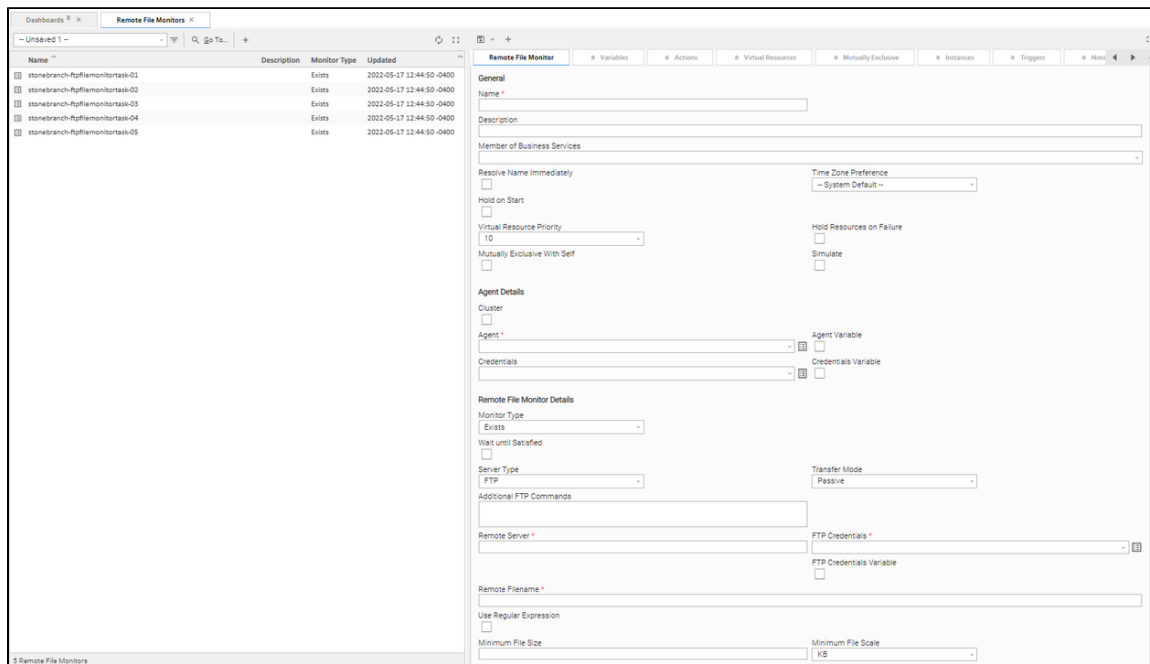 Dashboards ×
Remote File Monitors ×
-- Unsaved 1 --
Go To...
Name Description Monitor Type Updated
stonebranch-ftpfilemonitortask-01 Exists 2022-05-17 12:44:50 -0400
stonebranch-ftpfilemonitortask-02 Exists 2022-05-17 12:44:50 -0400
stonebranch-ftpfilemonitortask-03 Exists 2022-05-17 12:44:50 -0400
stonebranch-ftpfilemonitortask-04 Exists 2022-05-17 12:44:50 -0400
stonebranch-ftpfilemonitortask-05 Exists 2022-05-17 12:44:50 -0400
5 Remote File Monitors
Remote File Monitor Variables Actions Virtual Resources Mutually Exclusive Instances Triggers
General
Name *
Description
Member of Business Services
Resolve Name Immediately Time Zone Preference
-- System Default --
Hold on Start
Virtual Resource Priority Hold Resources on Failure
10
Mutually Exclusive With Self Simulate
Agent Details
Cluster
Agent * Agent Variable
Credentials Credentials Variable
Remote File Monitor Details
Monitor Type
Exists
Wait until Satisfied
Server Type Transfer Mode
FTP Passive
Additional FTP Commands
Remote Server * FTP Credentials *
FTP Credentials Variable
Remote Filename *
Use Regular Expression
Minimum File Size Minimum File Scale
KB